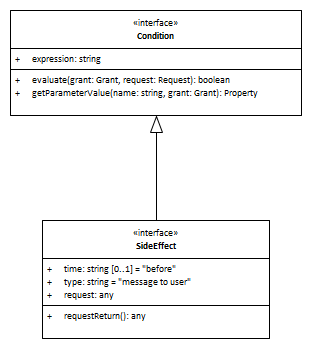 «interface»
Condition
+ expression: string
+ evaluate(grant: Grant, request: Request): boolean
+ getParameterValue(name: string, grant: Grant): Property
«interface»
SideEffect
+ time: string [0..1] = "before"
+ type: string = "message to user"
+ request: any
+ requestReturn(): any